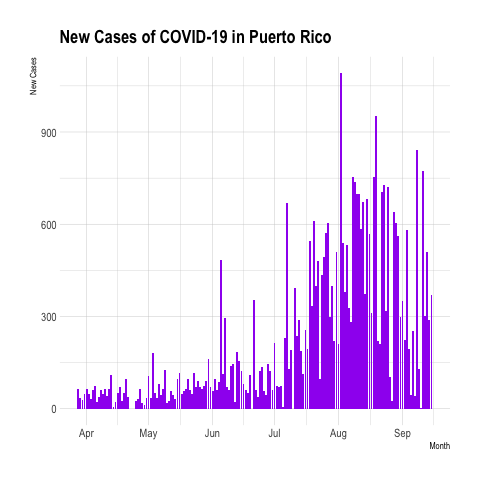 New Cases of COVID-19 in Puerto Rico
New Cases
900
600
300
0
Apr May Jun Jul Aug Sep
Month